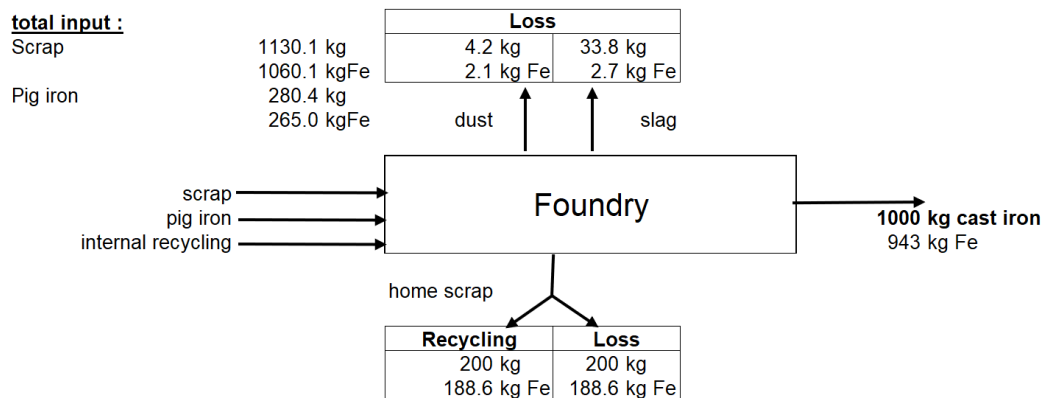 total input :
Scrap 1130.1 kg
1060.1 kgFe
Pig iron 280.4 kg
265.0 kgFe
Loss
4.2 kg 33.8 kg
2.1 kg Fe 2.7 kg Fe
dust slag
scrap
pig iron
internal recycling
Foundry
1000 kg cast iron
943 kg Fe
home scrap
Recycling Loss
200 kg 200 kg
188.6 kg Fe 188.6 kg Fe